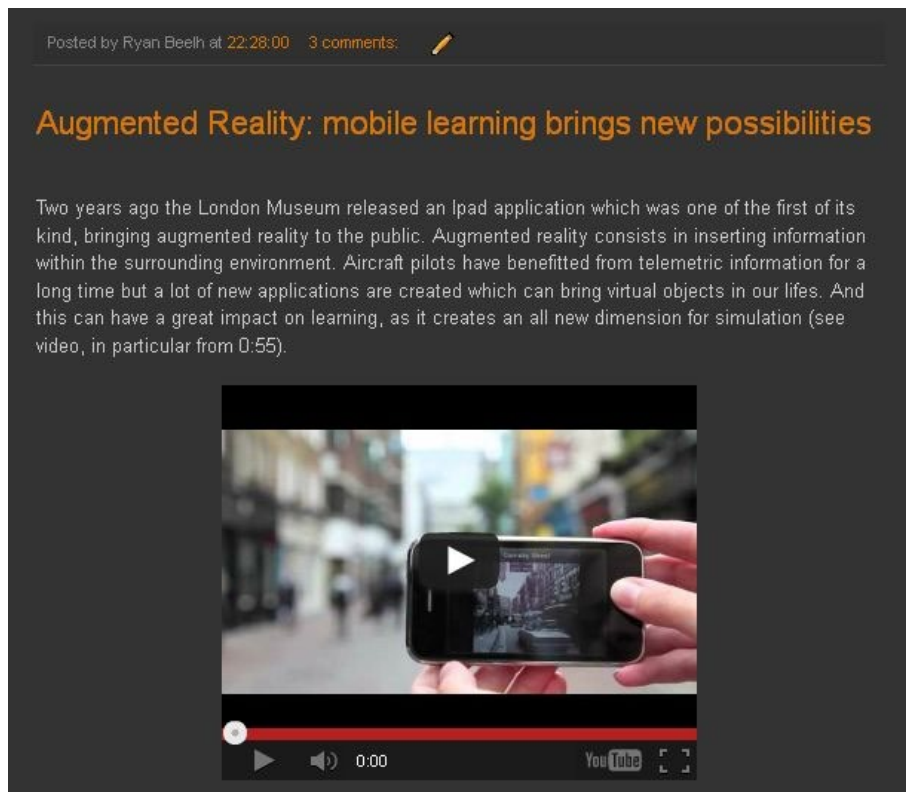 Posted by Ryan Beelh at 22:28:00 3 comments:
Augmented Reality: mobile learning brings new possibilities
Two years ago the London Museum released an Ipad application which was one of the first of its
kind, bringing augmented reality to the public. Augmented reality consists in inserting information
within the surrounding environment. Aircraft pilots have benefitted from telemetric information for a
long time but a lot of new applications are created which can bring virtual objects in our lifes. And
this can have a great impact on learning, as it creates an all new dimension for simulation (see
video, in particular from 0:55).
Carnaby Street
0:00 YouTube